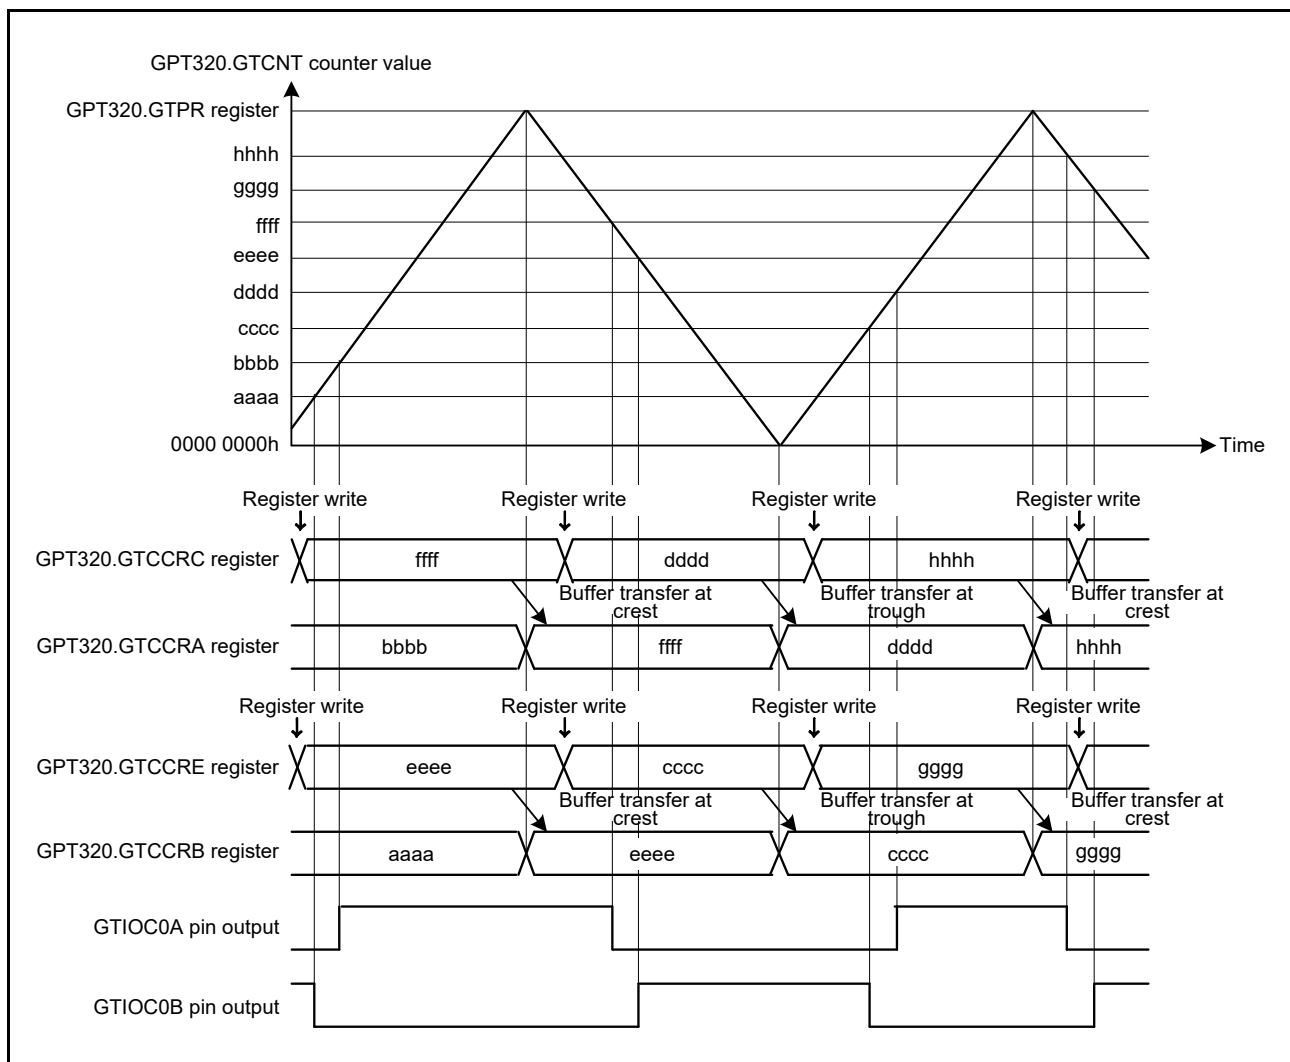 GPT320.GTCNT counter value
GPT320.GTPR register
hhhh
gggg
ffff
eeee
dddd
cccc
bbbb
aaaa
0000 0000h
Time
Register write Register write Register write Register write
GPT320.GTCCRC register ffff dddd hhhh
Buffer transfer at Buffer transfer at Buffer transfer at
crest trough crest
GPT320.GTCCRA register bbbb ffff dddd hhhh
Register write Register write Register write Register write
GPT320.GTCCRE register eeee cccc gggg
Buffer transfer at Buffer transfer at Buffer transfer at
crest trough crest
GPT320.GTCCRB register aaaa eeee cccc gggg
GTIOC0A pin output
GTIOC0B pin output